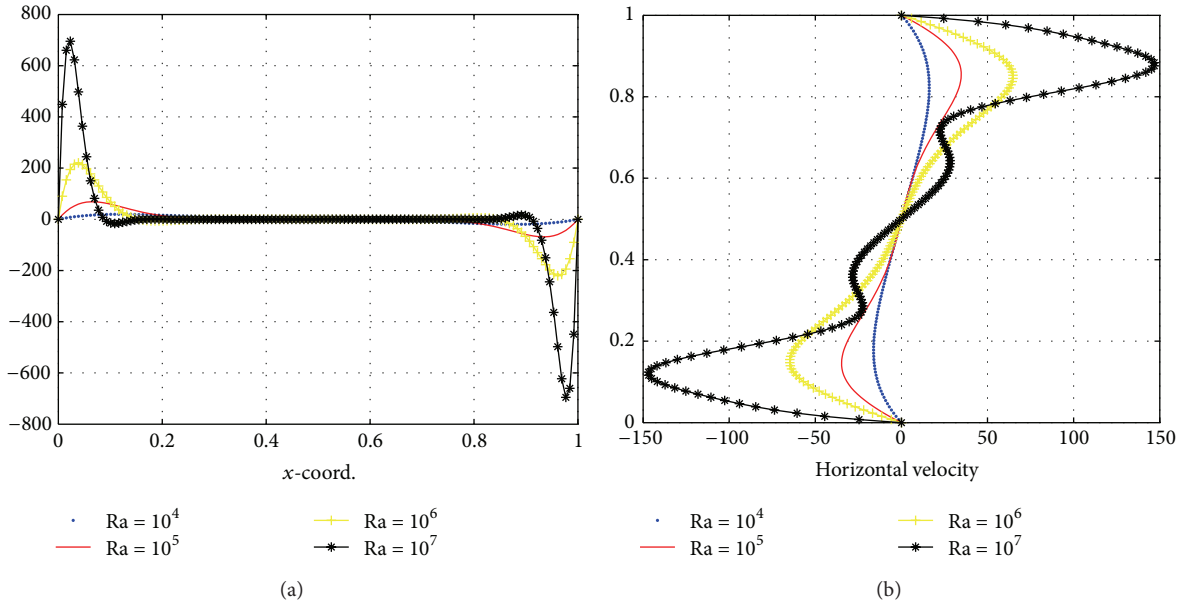 800
600
400
200
0
−200
−400
−600
−800
0 0.2 0.4 0.6 0.8 1
x-coord.
Ra = 10⁴
Ra = 10⁵
Ra = 10⁶
Ra = 10⁷
(a)
1
0.8
0.6
0.4
0.2
0
−150 −100 −50 0 50 100 150
Horizontal velocity
Ra = 10⁴
Ra = 10⁵
Ra = 10⁶
Ra = 10⁷
(b)